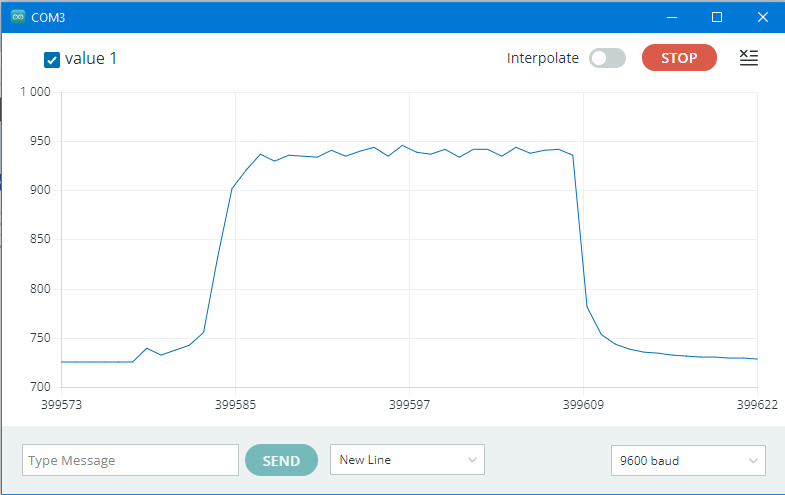 COM3
value 1
Interpolate
STOP
1 000
950
900
850
800
750
700
399573 399585 399597 399609 399622
Type Message
SEND
New Line
9600 baud